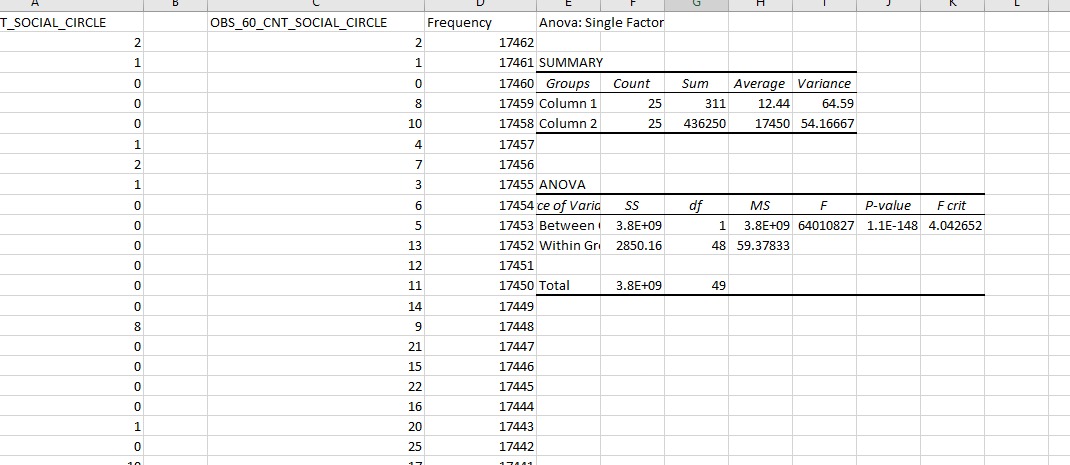 A B C D E F G H I J K L
T_SOCIAL_CIRCLE OBS_60_CNT_SOCIAL_CIRCLE Frequency Anova: Single Factor
2 2 17462
1 1 17461 SUMMARY
0 0 17460 Groups Count Sum Average Variance
0 8 17459 Column 1 25 311 12.44 64.59
0 10 17458 Column 2 25 436250 17450 54.16667
1 4 17457
2 7 17456
1 3 17455 ANOVA
0 6 17454 ce of Varia SS df MS F P-value F crit
0 5 17453 Between 3.8E+09 1 3.8E+09 64010827 1.1E-148 4.042652
0 13 17452 Within Gro 2850.16 48 59.37833
0 12 17451
0 11 17450 Total 3.8E+09 49
0 14 17449
8 9 17448
0 21 17447
0 15 17446
0 22 17445
0 16 17444
1 20 17443
0 25 17442
10 17 17441